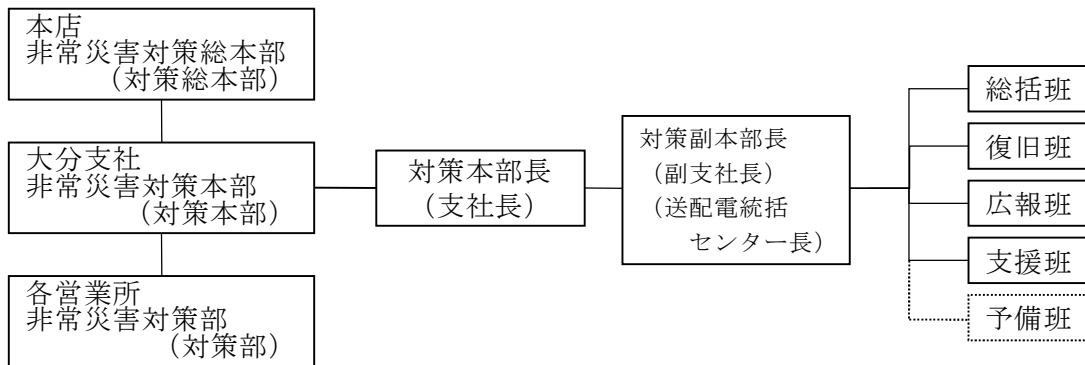 本店
非常災害対策総本部
（対策総本部）
大分支社
非常災害対策本部
（対策本部）
各営業所
非常災害対策部
（対策部）
対策本部長
（支社長）
対策副本部長
（副支社長）
（送配電統括
センター長）
総括班
復旧班
広報班
支援班
予備班